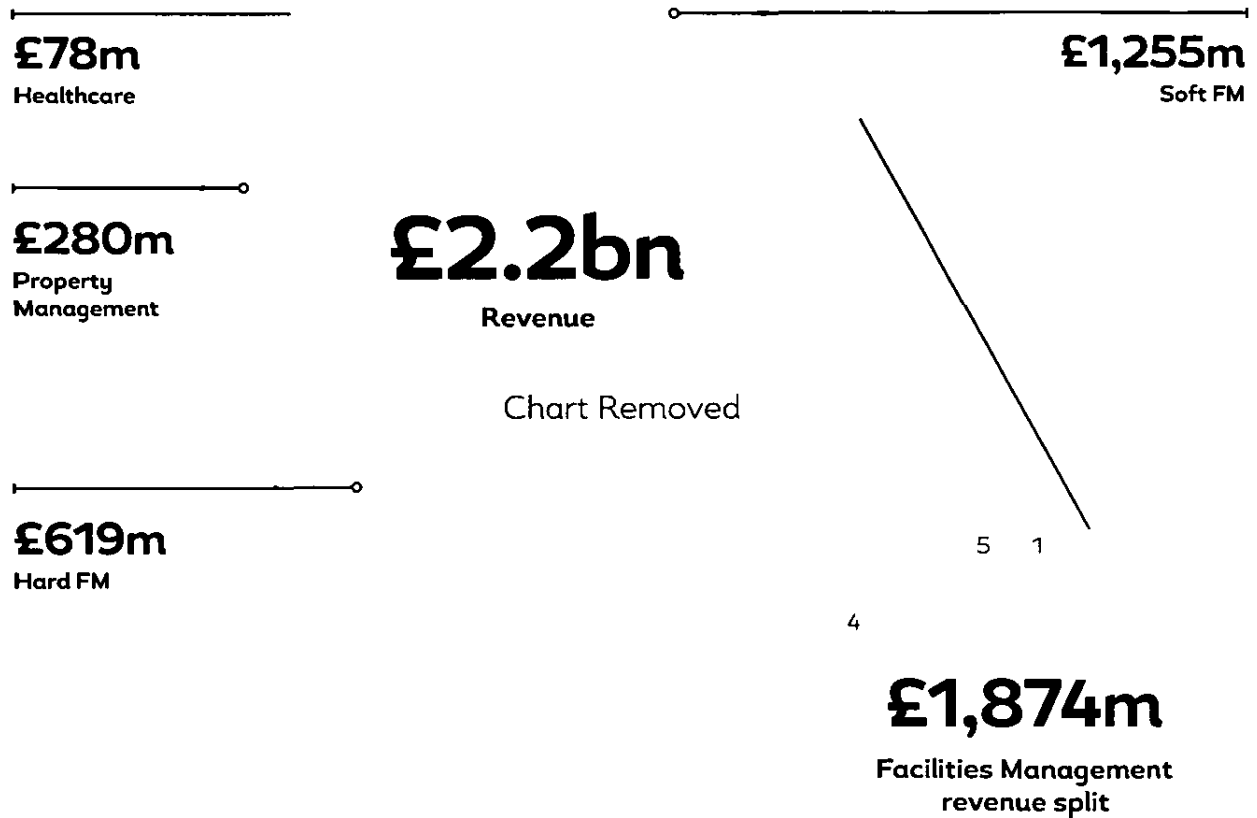 £78m
Healthcare
£1,255m
Soft FM
£280m
Property
Management
£2.2bn
Revenue
Chart Removed
£619m
Hard FM
5 1
4
£1,874m
Facilities Management
revenue split